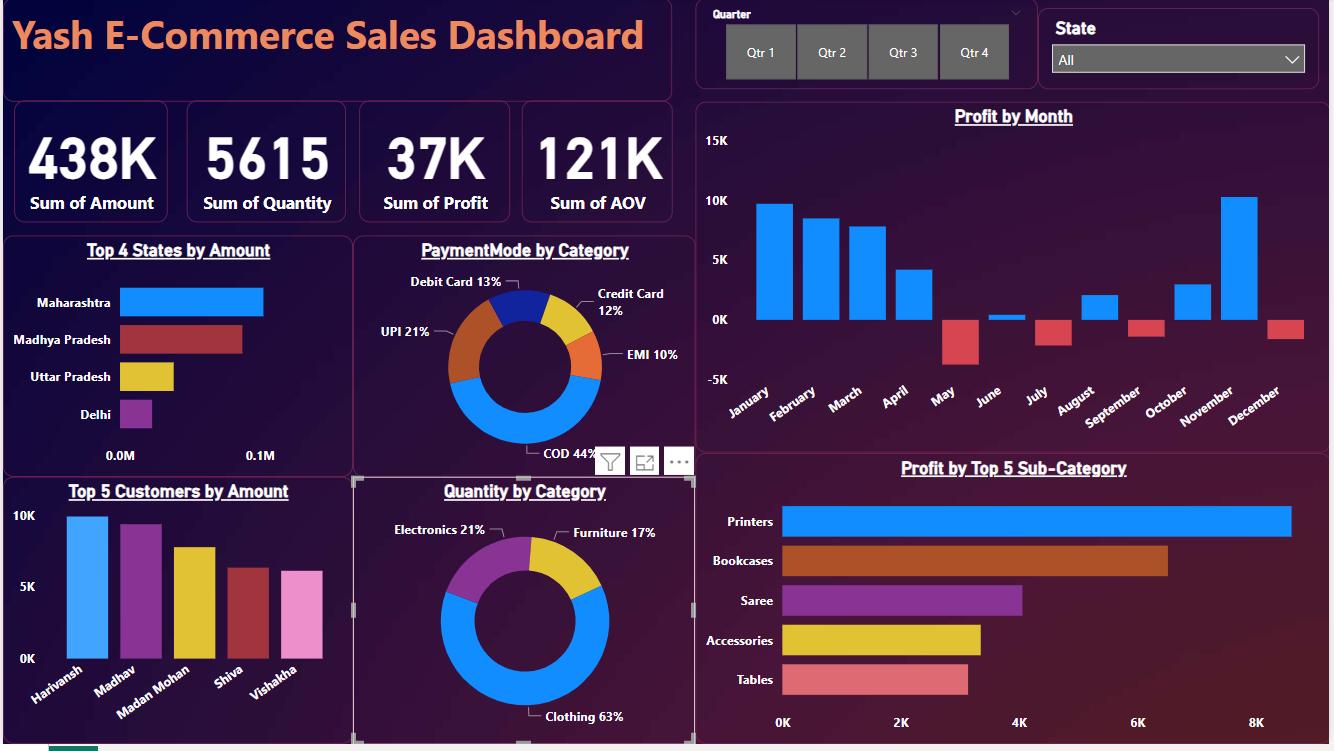 Yash E-Commerce Sales Dashboard
Quarter
Qtr 1
Qtr 2
Qtr 3
Qtr 4
State
All
438K
Sum of Amount
5615
Sum of Quantity
37K
Sum of Profit
121K
Sum of AOV
Profit by Month
15K
10K
5K
0K
-5K
January
February
March
April
May
June
July
August
September
October
November
December
Top 4 States by Amount
Maharashtra
Madhya Pradesh
Uttar Pradesh
Delhi
0.0M
0.1M
PaymentMode by Category
Debit Card 13%
Credit Card
12%
UPI 21%
EMI 10%
COD 44%
Top 5 Customers by Amount
10K
5K
0K
Harivansh
Madhav
Madan Mohan
Shiva
Vishakha
Quantity by Category
Electronics 21%
Furniture 17%
Clothing 63%
Profit by Top 5 Sub-Category
Printers
Bookcases
Saree
Accessories
Tables
0K
2K
4K
6K
8K